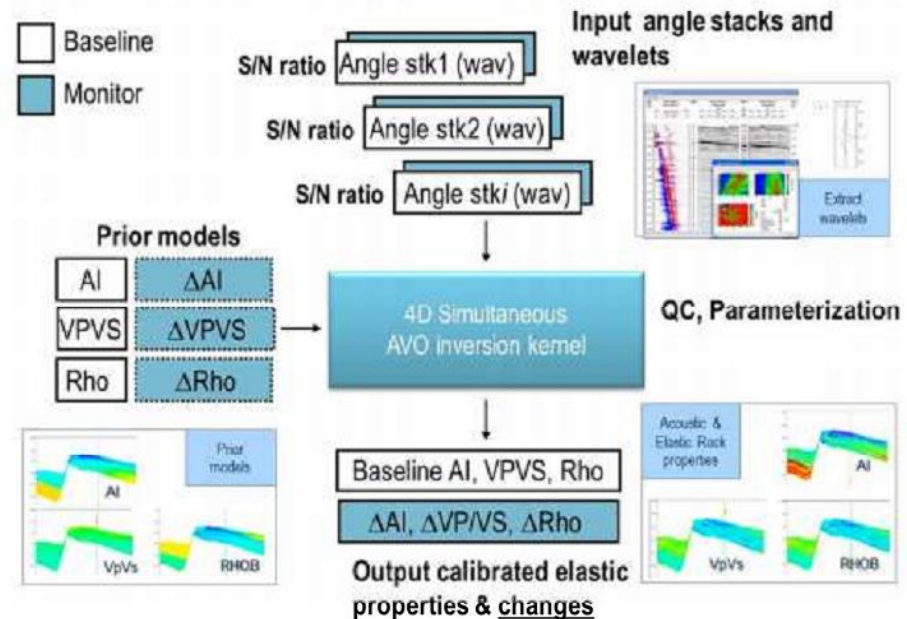 Baseline
Monitor
Input angle stacks and
wavelets
S/N ratio Angle stk1 (wav)
S/N ratio Angle stk2 (wav)
S/N ratio Angle stki (wav)
Extract
wavelets
Prior models
AI ΔAI
VPVS ΔVPVS
Rho ΔRho
4D Simultaneous
AVO inversion kernel
QC, Parameterization
Prior
models
AI
VpVs
RHOB
Baseline AI, VPVS, Rho
ΔAI, ΔVP/VS, ΔRho
Output calibrated elastic
properties & changes
Acoustic &
Elastic Rock
properties
AI
VpVs
RHOB